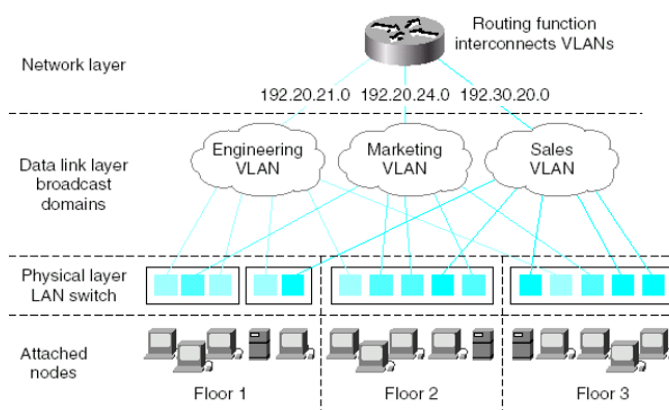 Routing function
interconnects VLANs
Network layer
192.20.21.0 192.20.24.0 192.30.20.0
Data link layer
broadcast
domains
Engineering
VLAN
Marketing
VLAN
Sales
VLAN
Physical layer
LAN switch
Attached
nodes
Floor 1
Floor 2
Floor 3